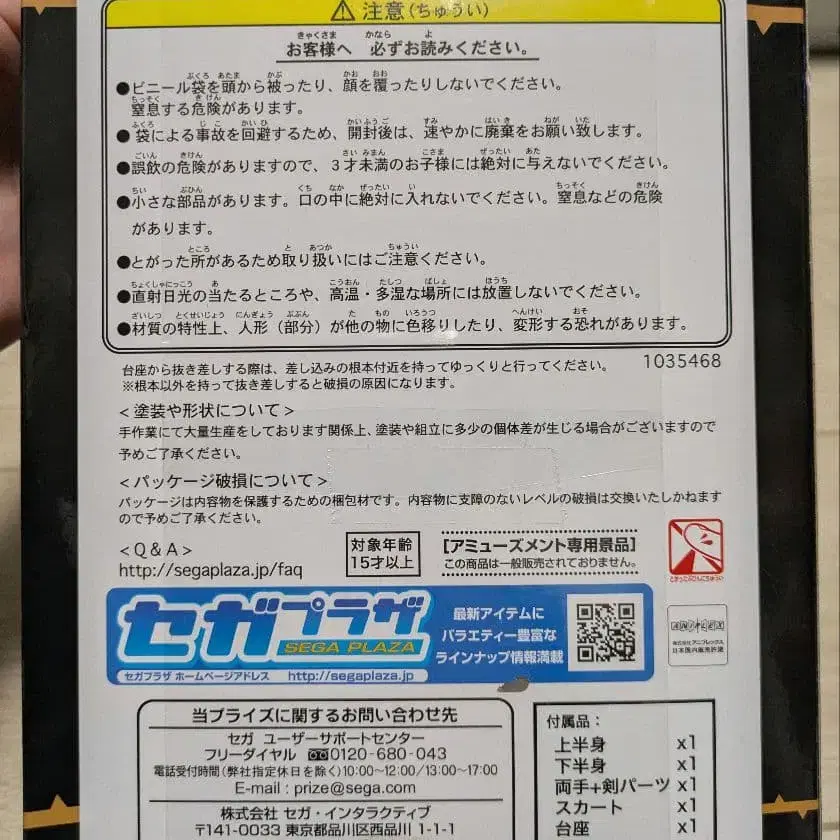 注意(ちゅうい)
お客様へ 必ずお読みください。
●ビニール袋を頭から被ったり、顔を覆ったりしないでください。
窒息する危険があります。
●袋による事故を回避するため、開封後は、速やかに廃棄をお願い致します。
●誤飲の危険がありますので、3才未満のお子様には絶対に与えないでください。
●小さな部品があります。口の中に絶対に入れないでください。窒息などの危険
があります。
●とがった所があるため取り扱いにはご注意ください。
●直射日光の当たるところや、高温・多湿な場所には放置しないでください。
●材質の特性上、人形(部分)が他の物に色移りしたり、変形する恐れがあります。
台座から抜き差しする際は、差し込みの根本付近を持ってゆっくりと行ってください。
1035468
※根本以外を持って抜き差しすると破損の原因になります。
<塗装や形状について>
手作業にて大量生産をしております関係上、塗装や組立に多少の個体差が生じる場合がございますので
予めご了承ください。
<パッケージ破損について>
パッケージは内容物を保護するための梱包材です。内容物に支障のないレベルの破損は交換いたしかねます
ので予めご了承ください。
<Q&A>
http://segaplaza.jp/faq
対象年齢
15才以上
[アミューズメント専用景品]
この商品は一般販売されておりません。
とがったぶひんにちゅうい
セガプラザ
SEGA PLAZA
セガプラザ ホームページアドレス http://segaplaza.jp
最新アイテムに
バラエティー豊富な
ラインナップ情報満載
ANIPLEX
株式会社 アニプレックス
日本国内販売許諾
当プライズに関するお問い合わせ先
セガ ユーザーサポートセンター
フリーダイヤル 0120-680-043
電話受付時間(弊社指定休日を除く)10:00~12:00/13:00~17:00
E-mail : prize@sega.com
株式会社 セガ・インタラクティブ
〒141-0033 東京都品川区西品川 1-1-1
付属品:
上半身 x1
下半身 x1
両手+剣パーツ x1
スカート x1
台座 x1